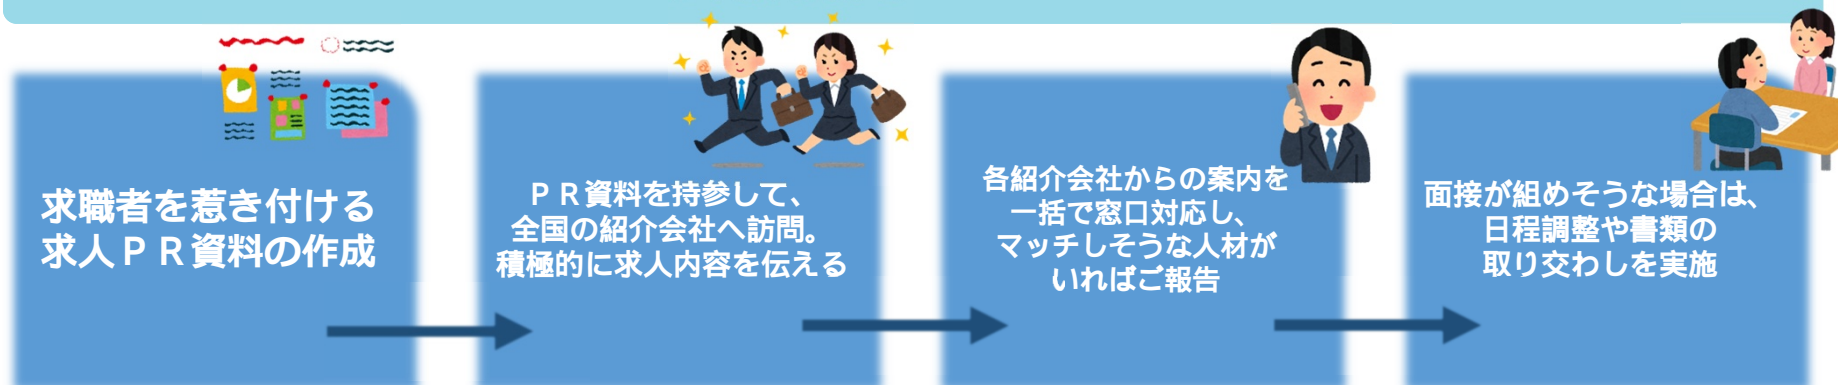 求職者を惹き付ける
求人ＰＲ資料の作成
ＰＲ資料を持参して、
全国の紹介会社へ訪問。
積極的に求人内容を伝える
各紹介会社からの案内を
一括で窓口対応し、
マッチしそうな人材が
いればご報告
面接が組めそうな場合は、
日程調整や書類の
取り交わしを実施